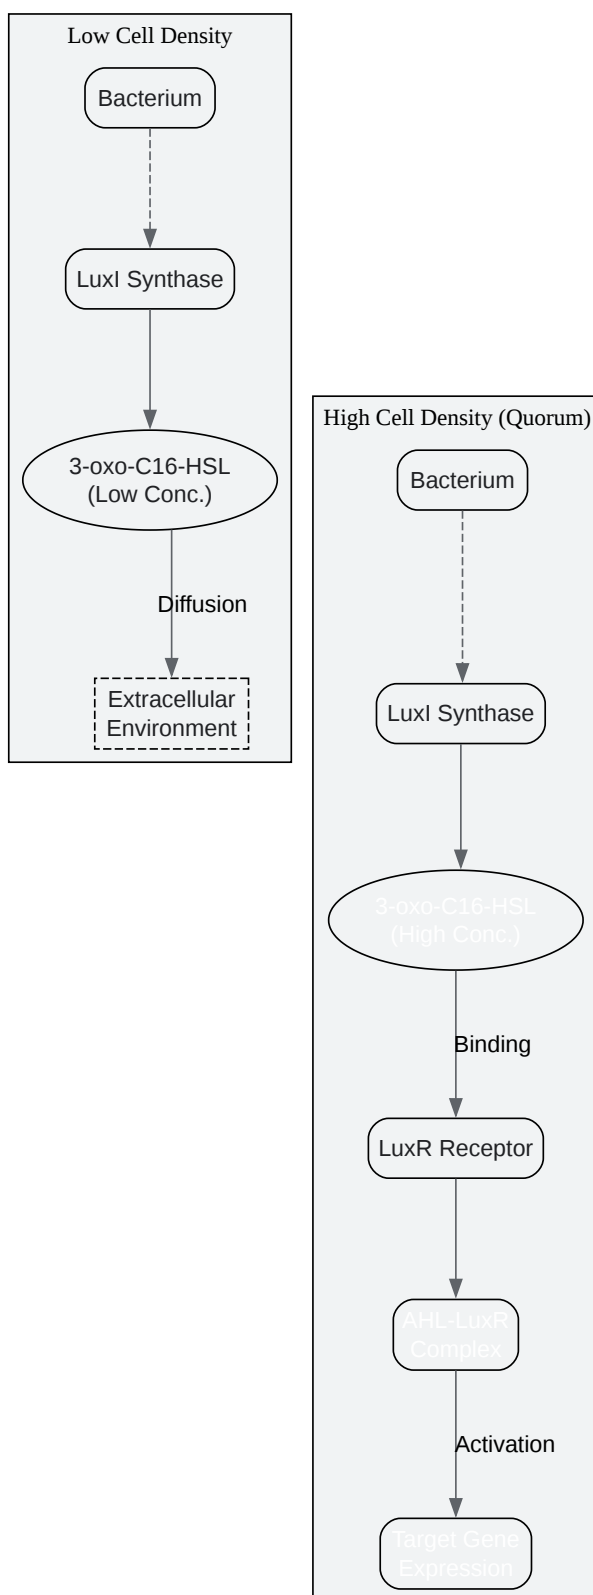 Low Cell Density
Bacterium
LuxI Synthase
3-oxo-C16-HSL
(Low Conc.)
Diffusion
Extracellular
Environment
High Cell Density (Quorum)
Bacterium
LuxI Synthase
3-oxo-C16-HSL
(High Conc.)
Binding
LuxR Receptor
AHL-LuxR
Complex
Activation
Target Gene
Expression